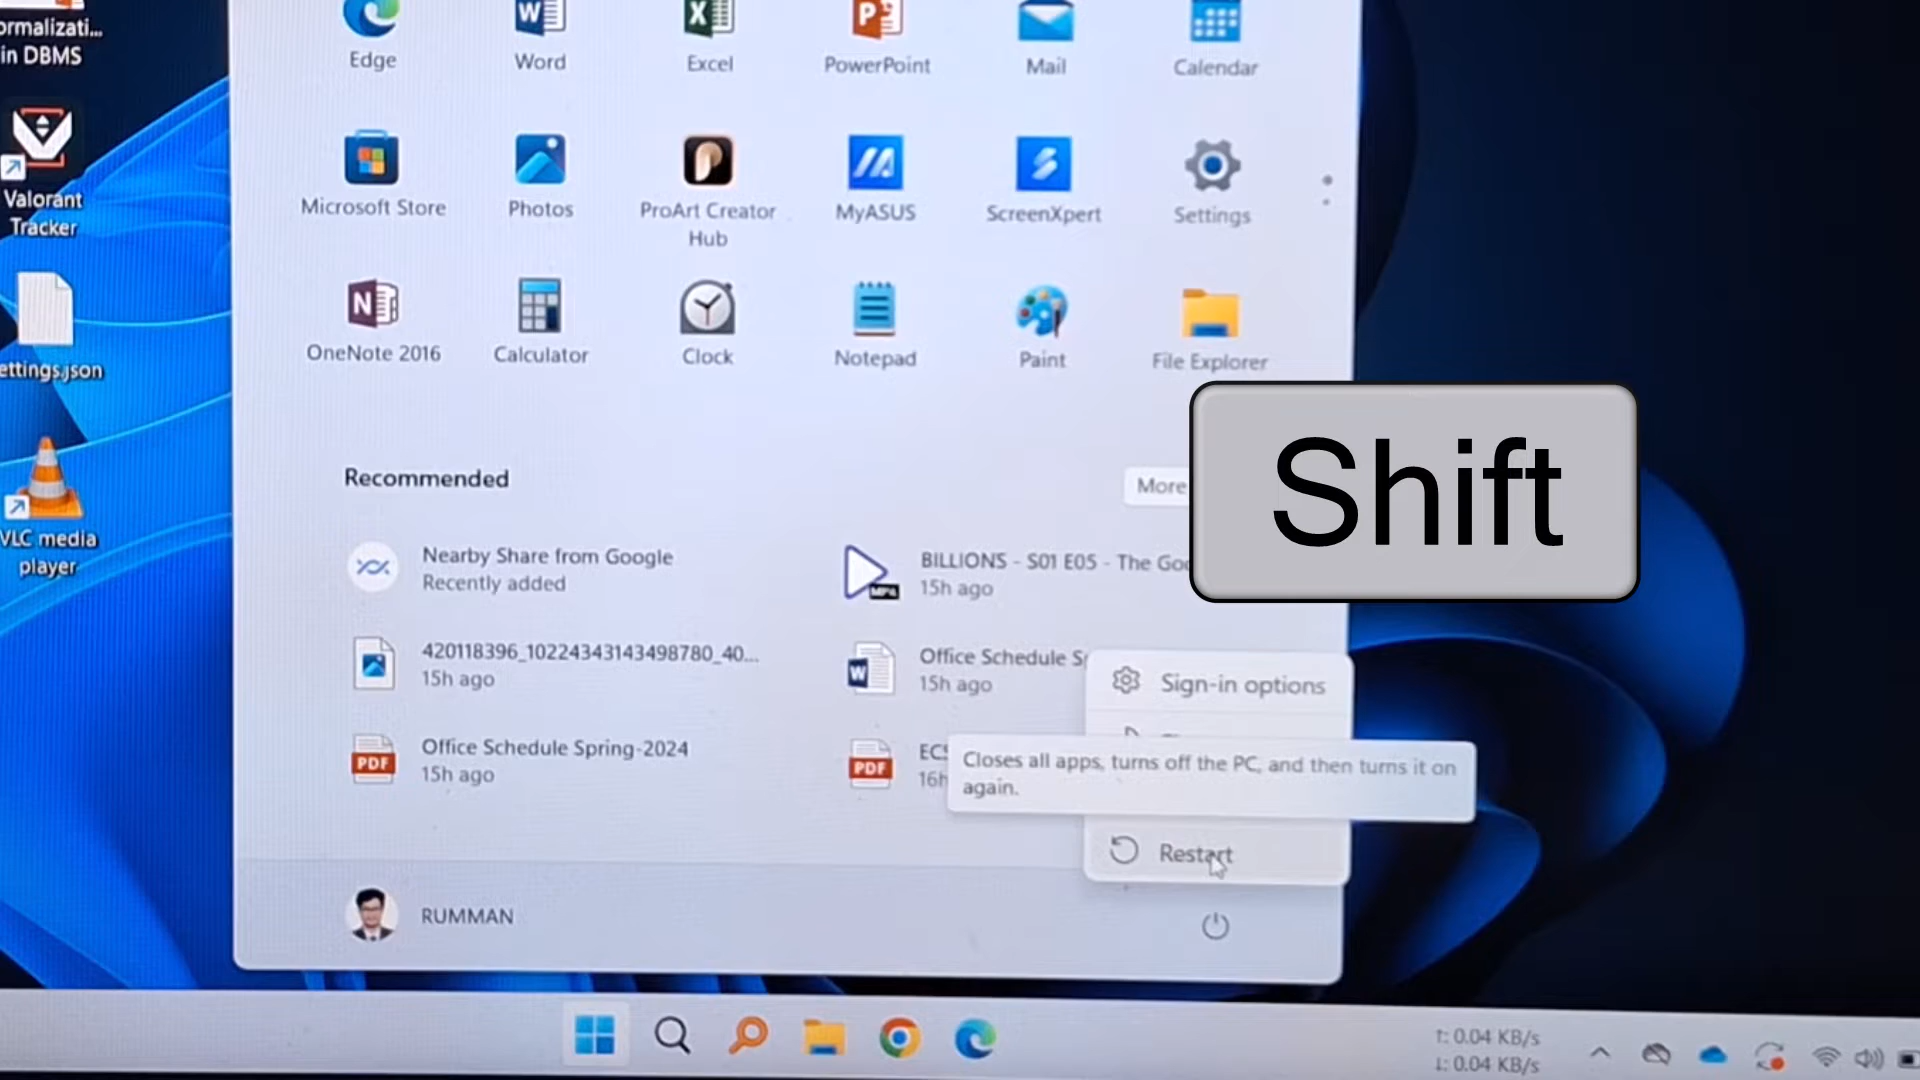 ormalizati...
in DBMS
Valorant
Tracker
ettings.json
VLC media
player
Edge
Word
Excel
PowerPoint
Mail
Calendar
Microsoft Store
Photos
ProArt Creator
Hub
MyASUS
ScreenXpert
Settings
OneNote 2016
Calculator
Clock
Notepad
Paint
File Explorer
Shift
Recommended
More
Nearby Share from Google
Recently added
BILLIONS - S01 E05 - The Goo
15h ago
MP4
420118396_10224343143498780_40...
15h ago
Office Schedule S
15h ago
Office Schedule Spring-2024
15h ago
PDF
PDF
16h
Sign-in options
Closes all apps, turns off the PC, and then turns it on
again.
Restart
RUMMAN
↑: 0.04 KB/s
↓: 0.04 KB/s